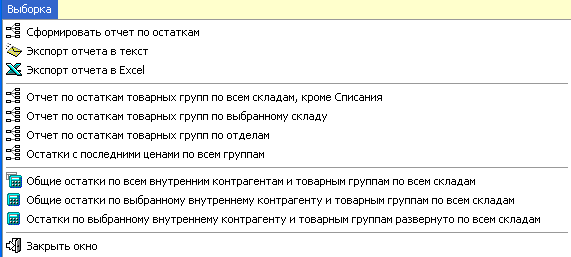 Выборка
Сформировать отчет по остаткам
Экспорт отчета в текст
Экспорт отчета в Excel
Отчет по остаткам товарных групп по всем складам, кроме Списания
Отчет по остаткам товарных групп по выбранному складу
Отчет по остаткам товарных групп по отделам
Остатки с последними ценами по всем группам
Общие остатки по всем внутренним контрагентам и товарным группам по всем складам
Общие остатки по выбранному внутреннему контрагенту и товарным группам по всем складам
Остатки по выбранному внутреннему контрагенту и товарным группам развернуто по всем складам
Закрыть окно